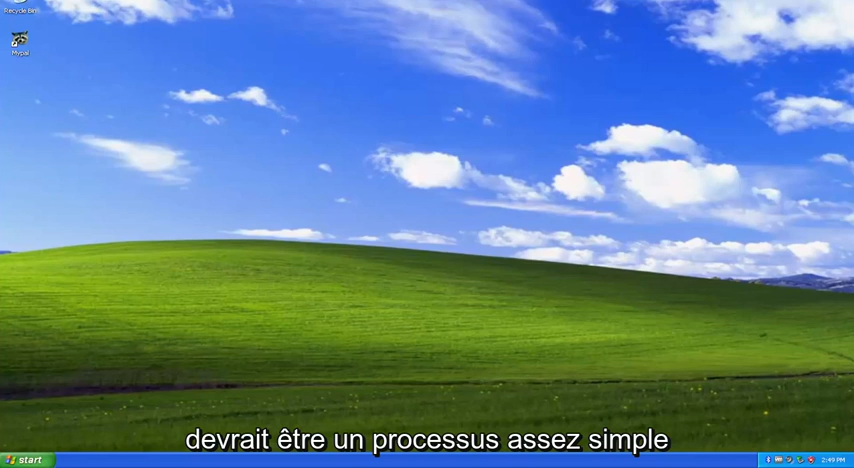 Recycle Bin
Mypal
devrait être un processus assez simple
start
2:49 PM